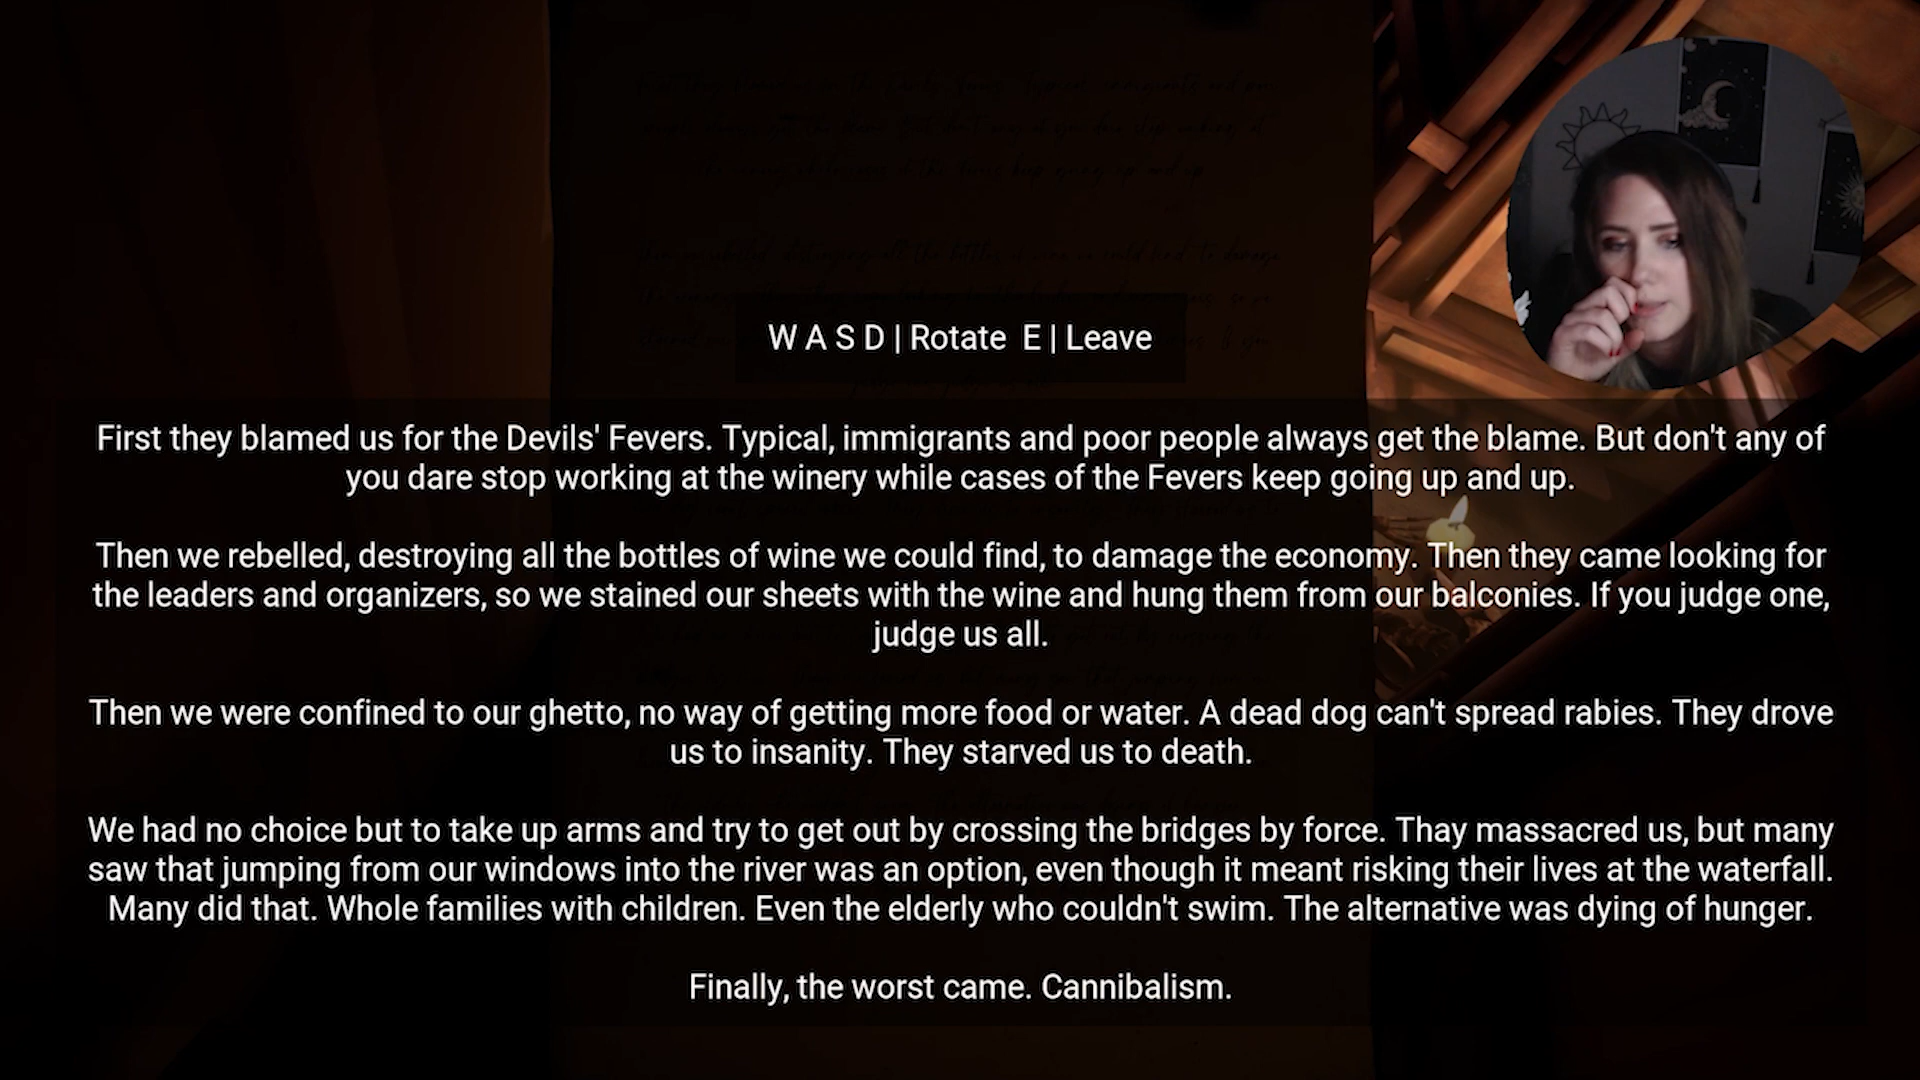 W A S D | Rotate E | Leave
First they blamed us for the Devils' Fevers. Typical, immigrants and poor people always get the blame. But don't any of
you dare stop working at the winery while cases of the Fevers keep going up and up.
Then we rebelled, destroying all the bottles of wine we could find, to damage the economy. Then they came looking for
the leaders and organizers, so we stained our sheets with the wine and hung them from our balconies. If you judge one,
judge us all.
Then we were confined to our ghetto, no way of getting more food or water. A dead dog can't spread rabies. They drove
us to insanity. They starved us to death.
We had no choice but to take up arms and try to get out by crossing the bridges by force. Thay massacred us, but many
saw that jumping from our windows into the river was an option, even though it meant risking their lives at the waterfall.
Many did that. Whole families with children. Even the elderly who couldn't swim. The alternative was dying of hunger.
Finally, the worst came. Cannibalism.